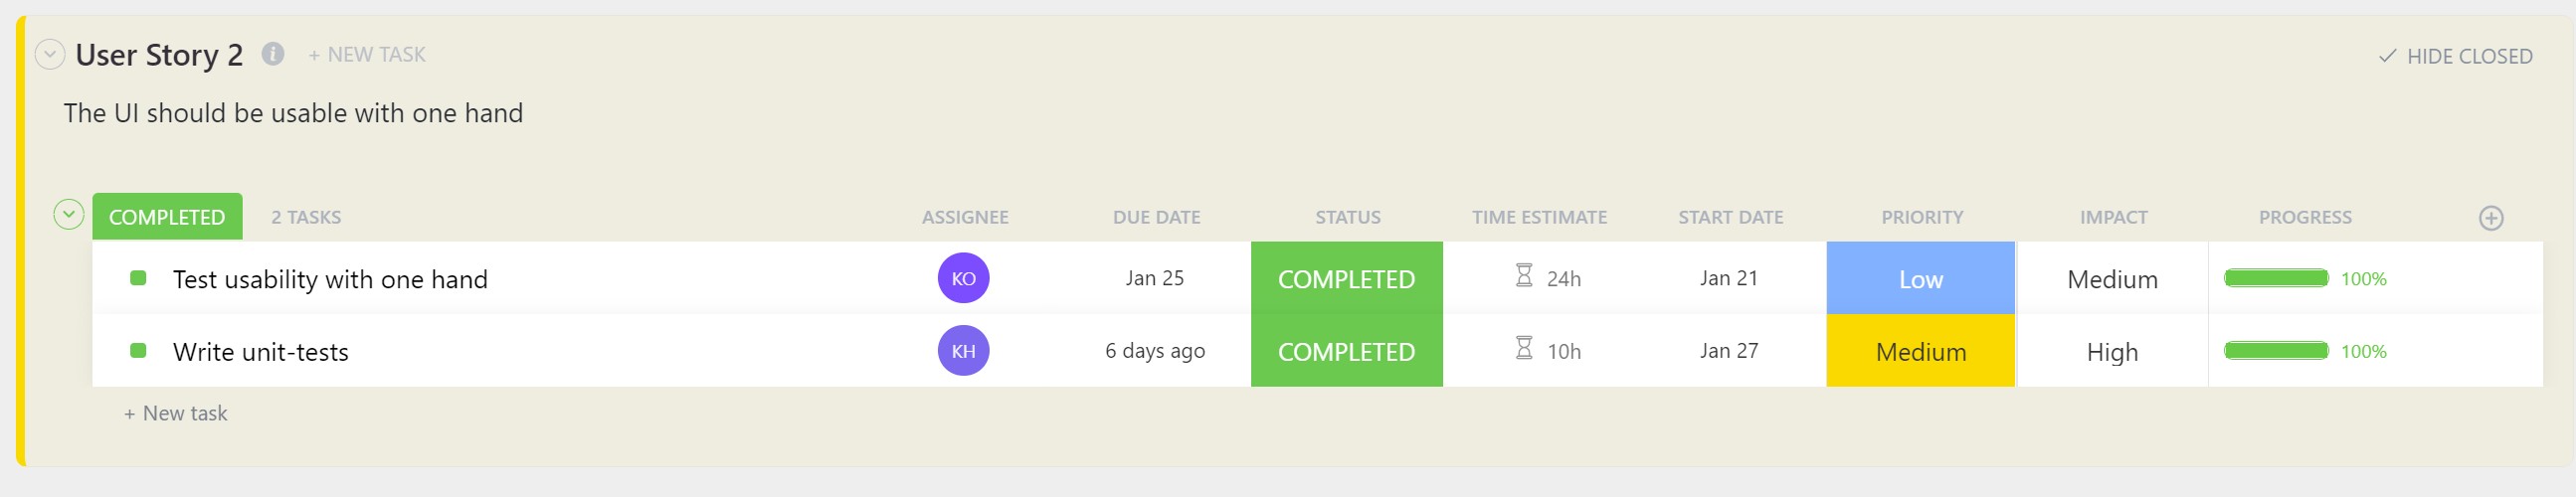 User Story 2 + NEW TASK HIDE CLOSED
The UI should be usable with one hand
COMPLETED 2 TASKS ASSIGNEE DUE DATE STATUS TIME ESTIMATE START DATE PRIORITY IMPACT PROGRESS
Test usability with one hand KO Jan 25 COMPLETED 24h Jan 21 Low Medium 100%
Write unit-tests KH 6 days ago COMPLETED 10h Jan 27 Medium High 100%
+ New task